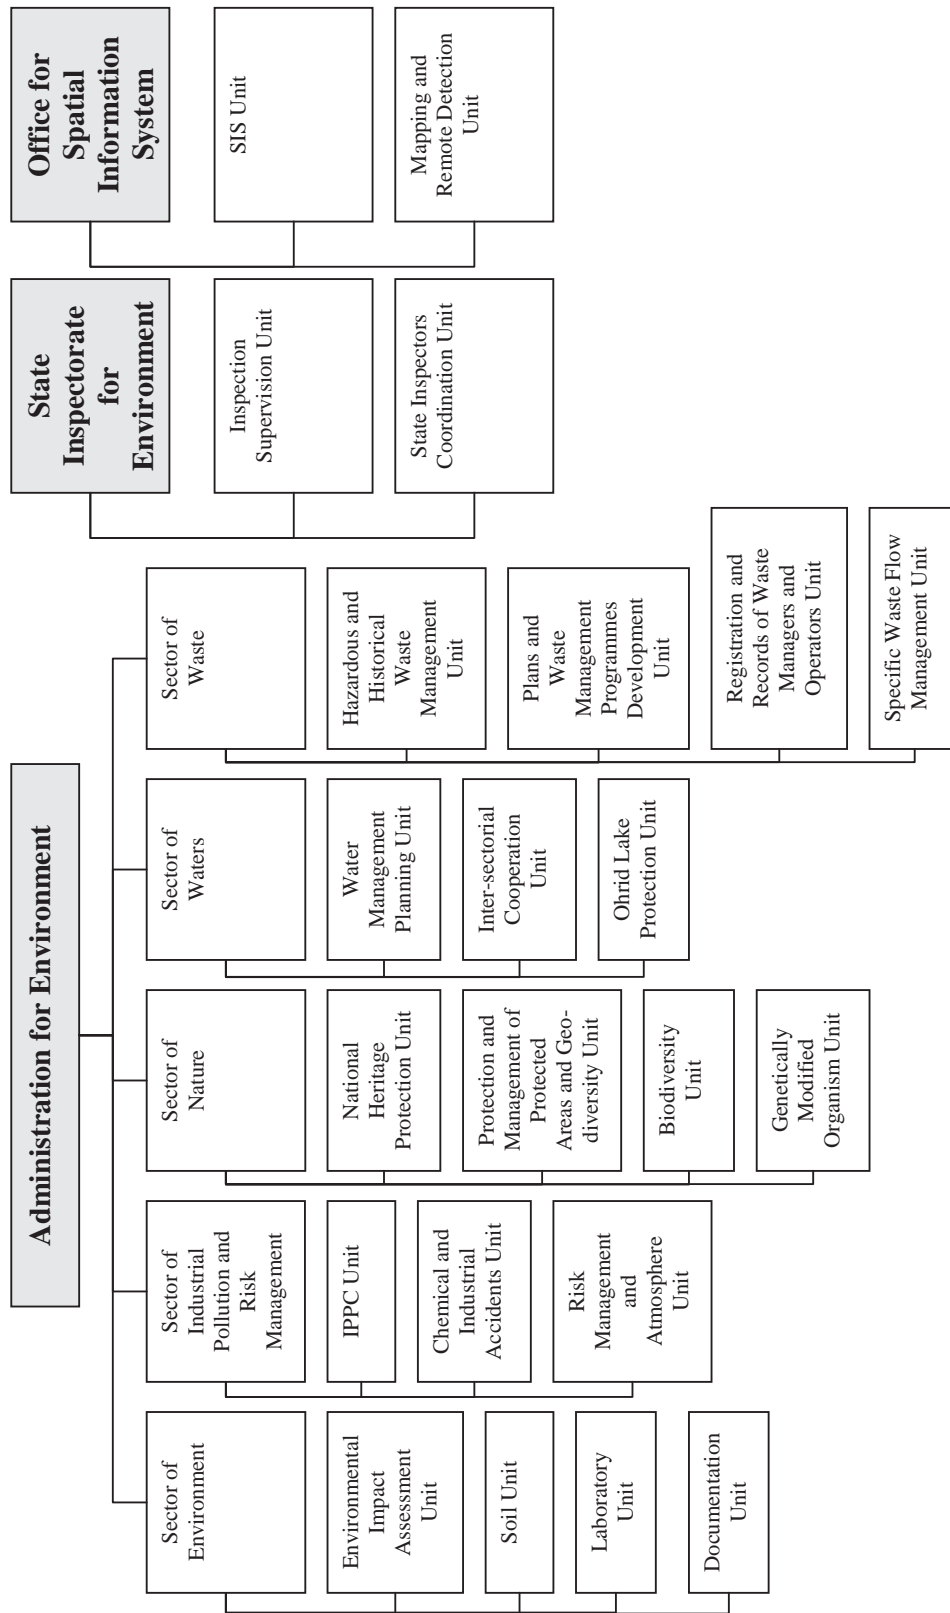 Administration for Environment
State
Inspectorate
for
Environment
Office for
Spatial
Information
System
Sector of
Environment
Environmental
Impact
Assessment
Unit
Soil Unit
Laboratory
Unit
Documentation
Unit
Sector of
Industrial
Pollution and
Risk
Management
IPPC Unit
Chemical and
Industrial
Accidents Unit
Risk
Management
and
Atmosphere
Unit
Sector of
Nature
National
Heritage
Protection Unit
Protection and
Management of
Protected
Areas and Geo-
diversity Unit
Biodiversity
Unit
Genetically
Modified
Organism Unit
Sector of
Waters
Water
Management
Planning Unit
Inter-sectorial
Cooperation
Unit
Ohrid Lake
Protection Unit
Sector of
Waste
Hazardous and
Historical
Waste
Management
Unit
Plans and
Waste
Management
Programmes
Development
Unit
Registration and
Records of Waste
Managers and
Operators Unit
Specific Waste Flow
Management Unit
Inspection
Supervision Unit
State Inspectors
Coordination Unit
SIS Unit
Mapping and
Remote Detection
Unit